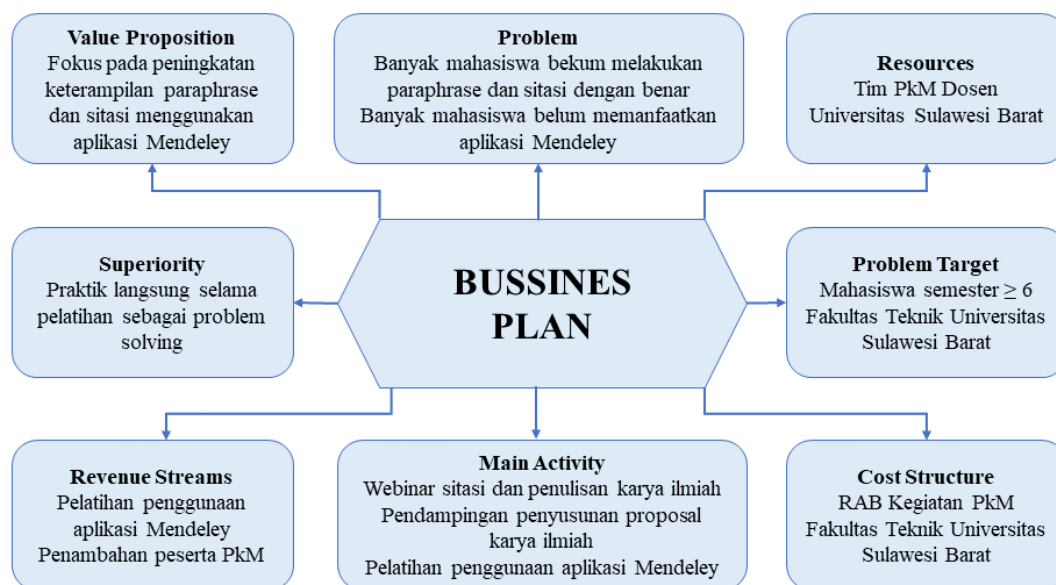 Value Proposition
Fokus pada peningkatan
keterampilan paraphrase
dan sitasi menggunakan
aplikasi Mendeley
Problem
Banyak mahasiswa bekum melakukan
paraphrase dan sitasi dengan benar
Banyak mahasiswa belum memanfaatkan
aplikasi Mendeley
Resources
Tim PkM Dosen
Universitas Sulawesi Barat
Superiority
Praktik langsung selama
pelatihan sebagai problem
solving
BUSSINES
PLAN
Problem Target
Mahasiswa semester ≥ 6
Fakultas Teknik Universitas
Sulawesi Barat
Revenue Streams
Pelatihan penggunaan
aplikasi Mendeley
Penambahan peserta PkM
Main Activity
Webinar sitasi dan penulisan karya ilmiah
Pendampingan penyusunan proposal
karya ilmiah
Pelatihan penggunaan aplikasi Mendeley
Cost Structure
RAB Kegiatan PkM
Fakultas Teknik Universitas
Sulawesi Barat